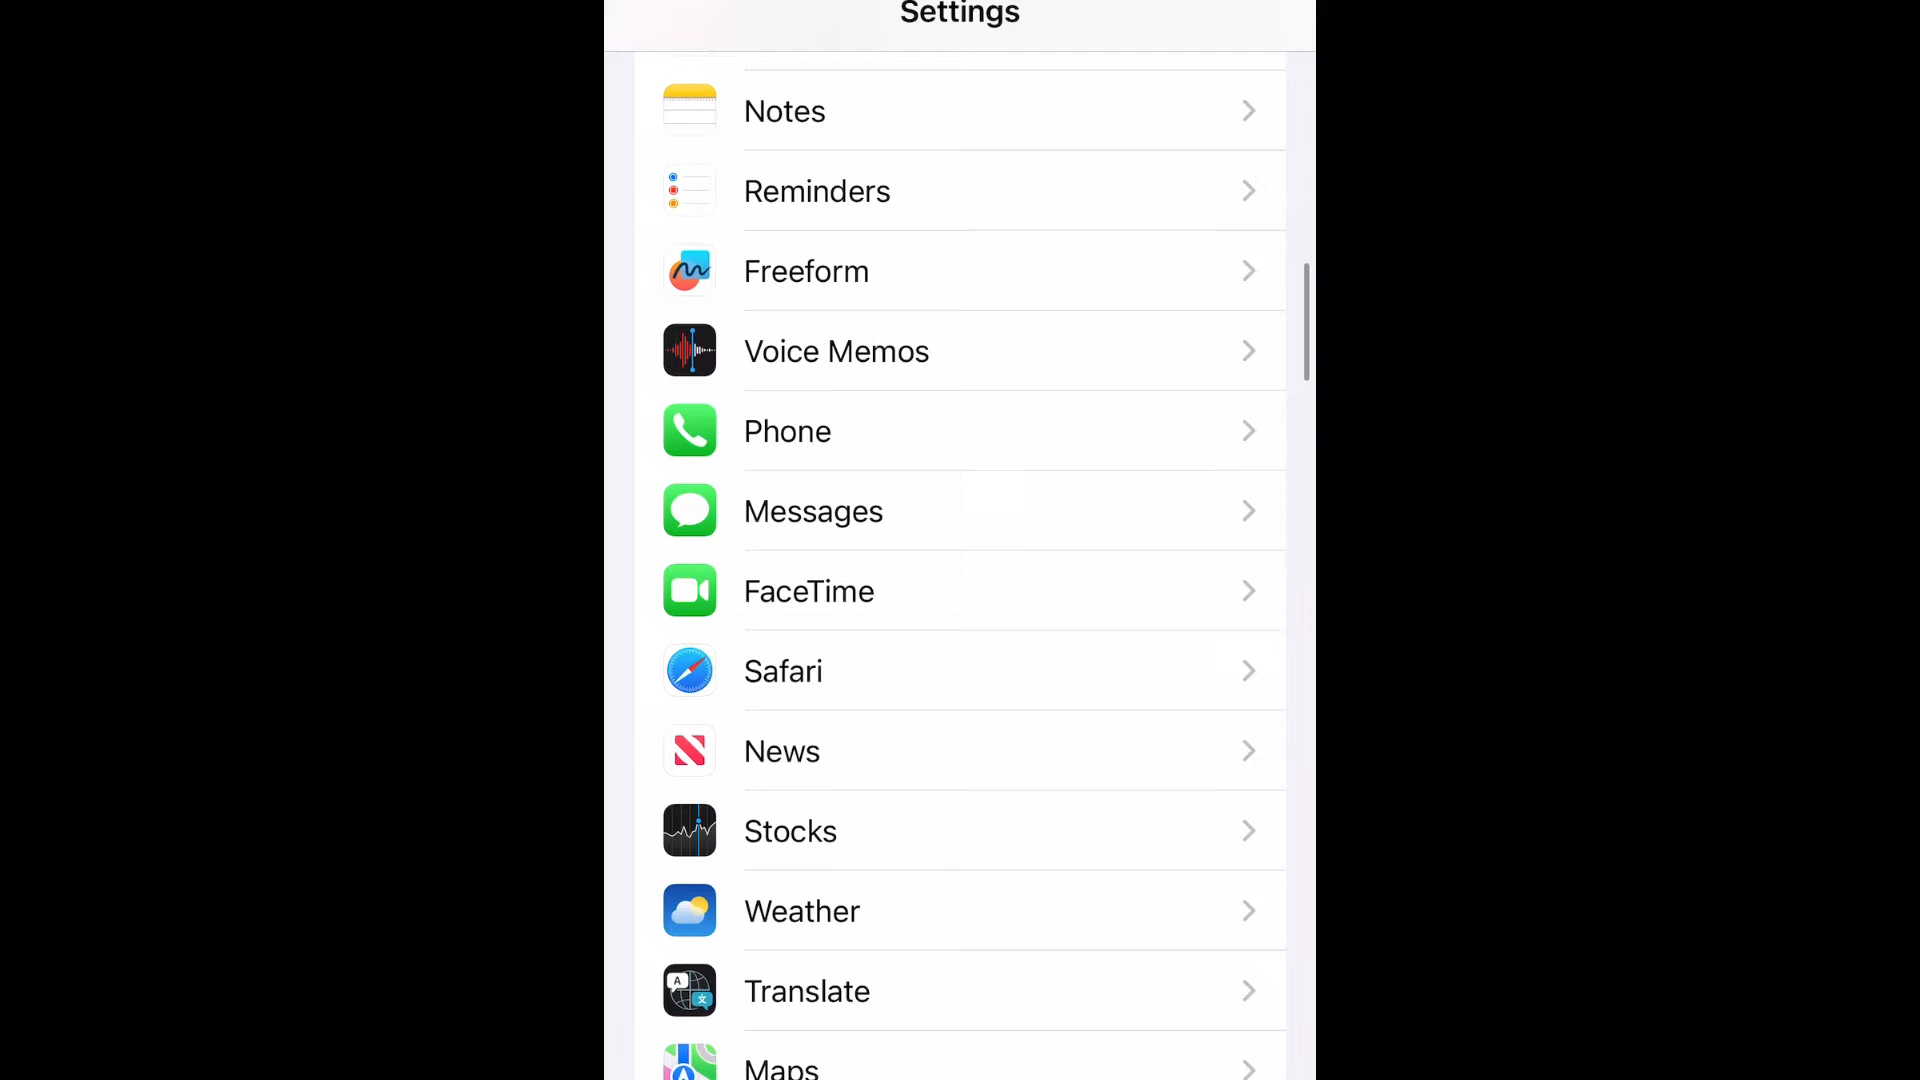 Settings
Notes
Reminders
Freeform
Voice Memos
Phone
Messages
FaceTime
Safari
News
Stocks
Weather
Translate
Maps